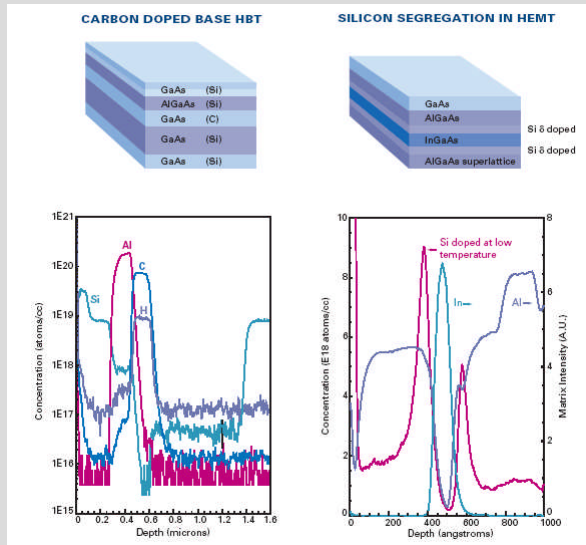 CARBON DOPED BASE HBT
GaAs (Si)
AlGaAs (Si)
GaAs (C)
GaAs (Si)
GaAs (Si)
1E21
1E20
1E19
1E18
1E17
1E16
1E15
Concentration (atoms/cc)
Si
Al
C
H
0 0.2 0.4 0.6 0.8 1.0 1.2 1.4 1.6
Depth (microns)
SILICON SEGREGATION IN HEMT
GaAs
AlGaAs
Si δ doped
InGaAs
Si δ doped
AlGaAs superlattice
10
8
6
4
2
0
Concentration (E18 atoms/cc)
Si doped at low
temperature
In
Al
8
6
4
2
0
Matrix Intensity (A.U.)
0 200 400 600 800 1000
Depth (angstroms)